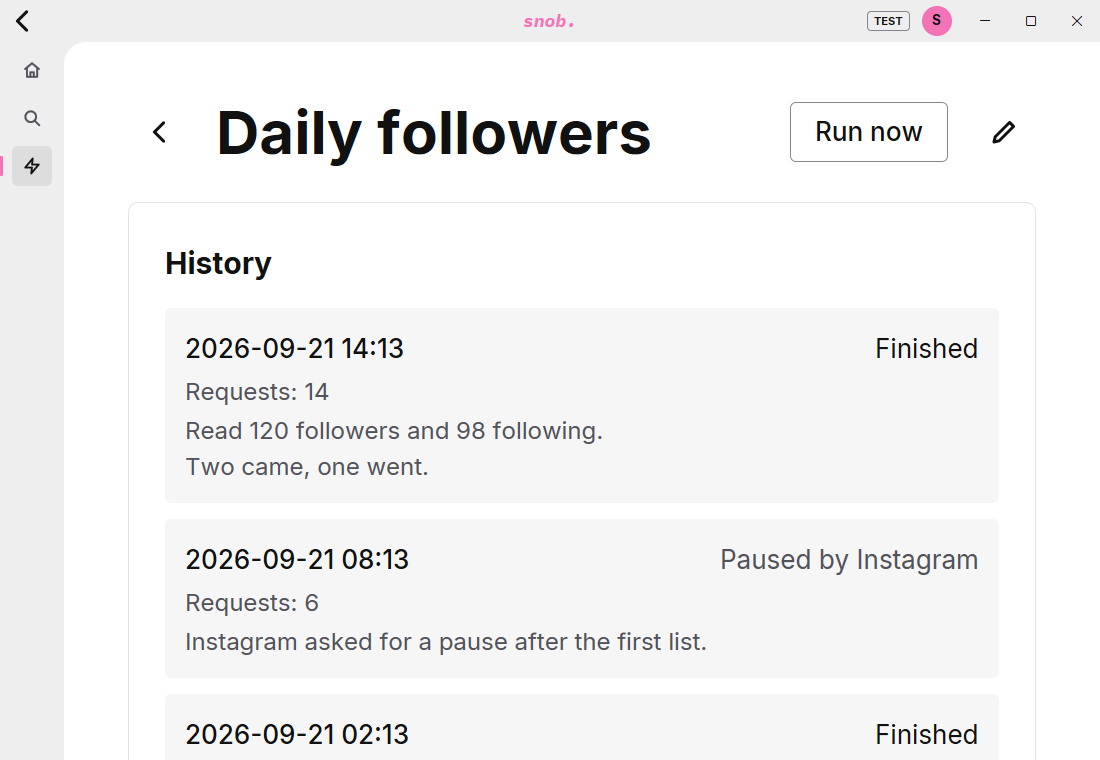 snob.
TEST
S
Daily followers
Run now
History
2026-09-21 14:13
Finished
Requests: 14
Read 120 followers and 98 following.
Two came, one went.
2026-09-21 08:13
Paused by Instagram
Requests: 6
Instagram asked for a pause after the first list.
2026-09-21 02:13
Finished